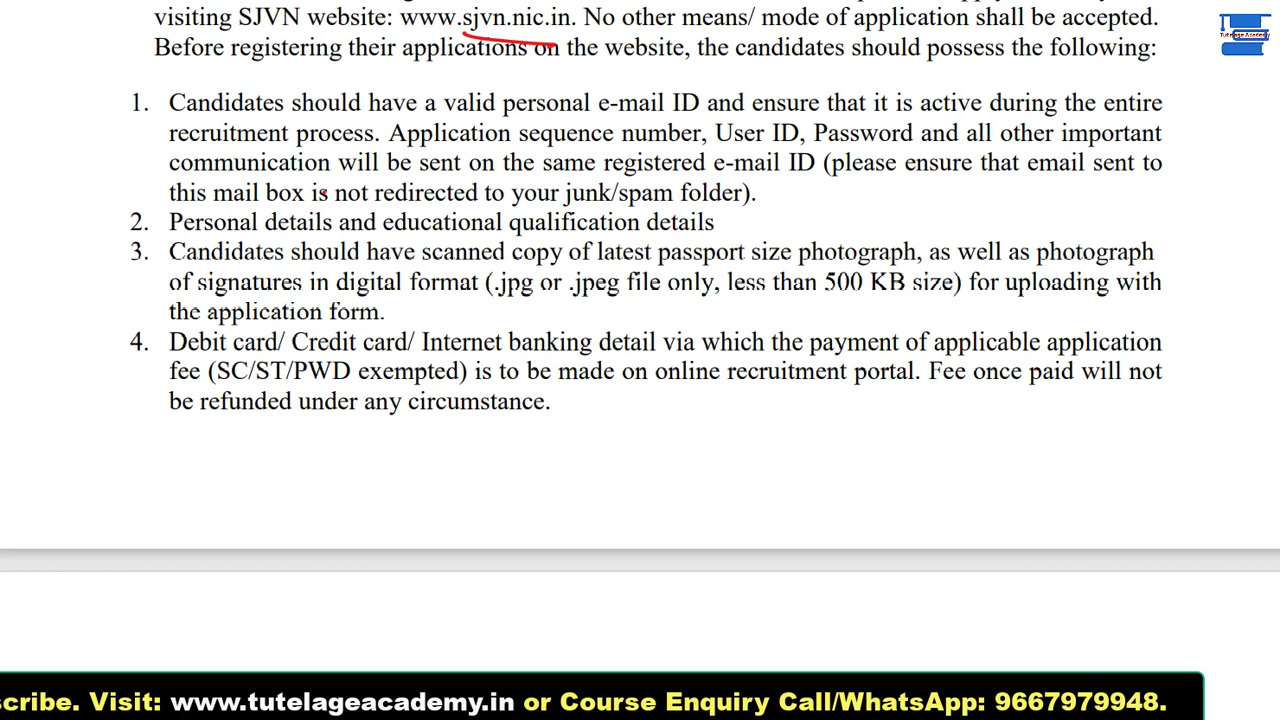 visiting SJVN website: www.sjvn.nic.in. No other means/ mode of application shall be accepted.
Before registering their applications on the website, the candidates should possess the following:
1. Candidates should have a valid personal e-mail ID and ensure that it is active during the entire
recruitment process. Application sequence number, User ID, Password and all other important
communication will be sent on the same registered e-mail ID (please ensure that email sent to
this mail box is not redirected to your junk/spam folder).
2. Personal details and educational qualification details
3. Candidates should have scanned copy of latest passport size photograph, as well as photograph
of signatures in digital format (.jpg or .jpeg file only, less than 500 KB size) for uploading with
the application form.
4. Debit card/ Credit card/ Internet banking detail via which the payment of applicable application
fee (SC/ST/PWD exempted) is to be made on online recruitment portal. Fee once paid will not
be refunded under any circumstance.
Tutelage Academy
scribe. Visit: www.tutelageacademy.in or Course Enquiry Call/WhatsApp: 9667979948.